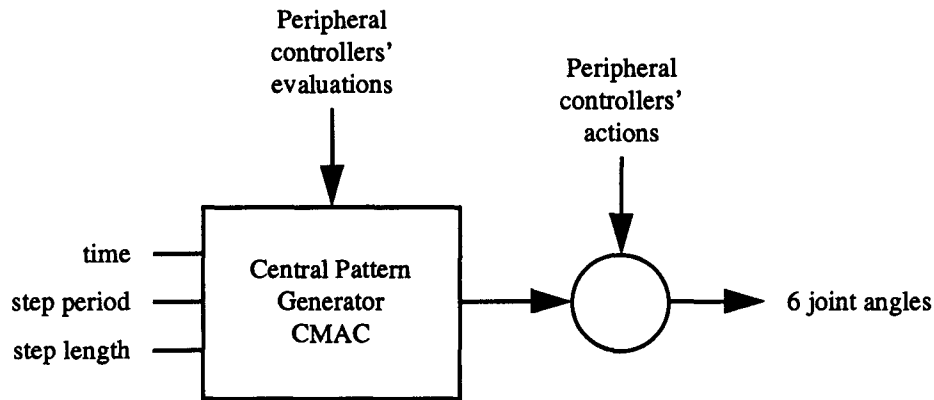 Peripheral
controllers'
evaluations
Peripheral
controllers'
actions
time
step period
step length
Central Pattern
Generator
CMAC
6 joint angles